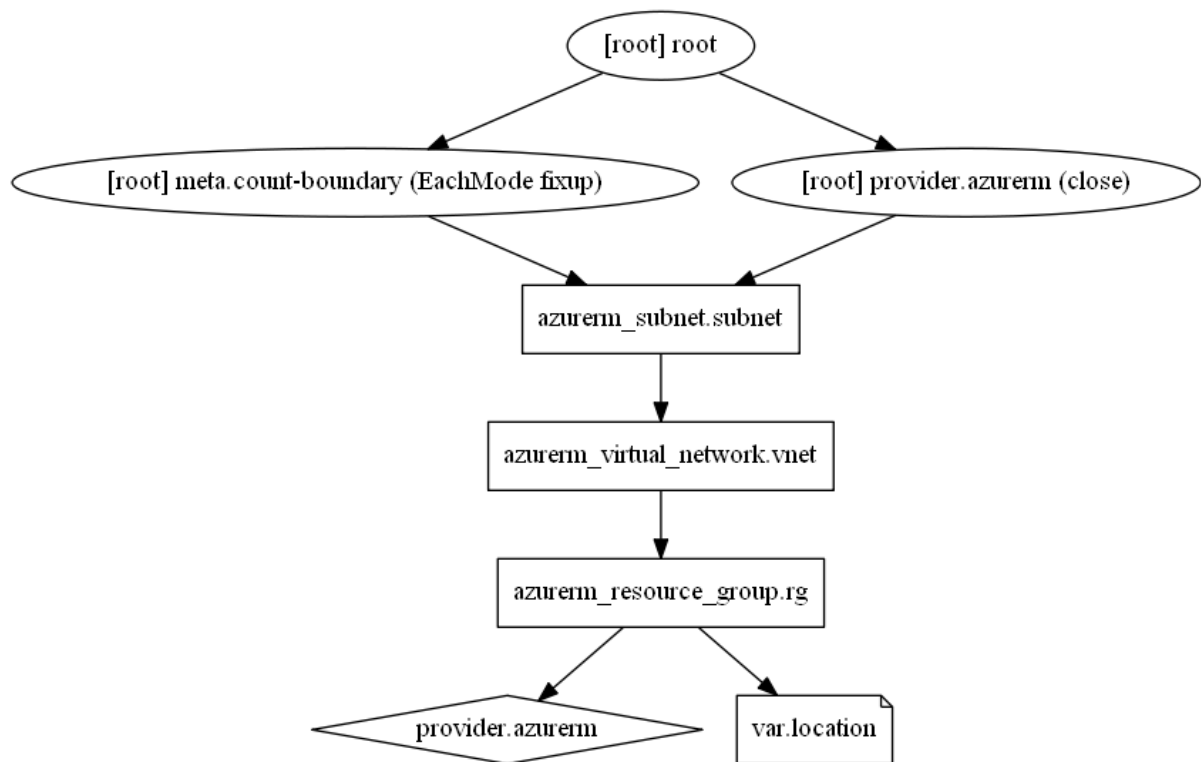 [root] root
[root] meta.count-boundary (EachMode fixup)
[root] provider.azurerm (close)
azurerm_subnet.subnet
azurerm_virtual_network.vnet
azurerm_resource_group.rg
provider.azurerm
var.location